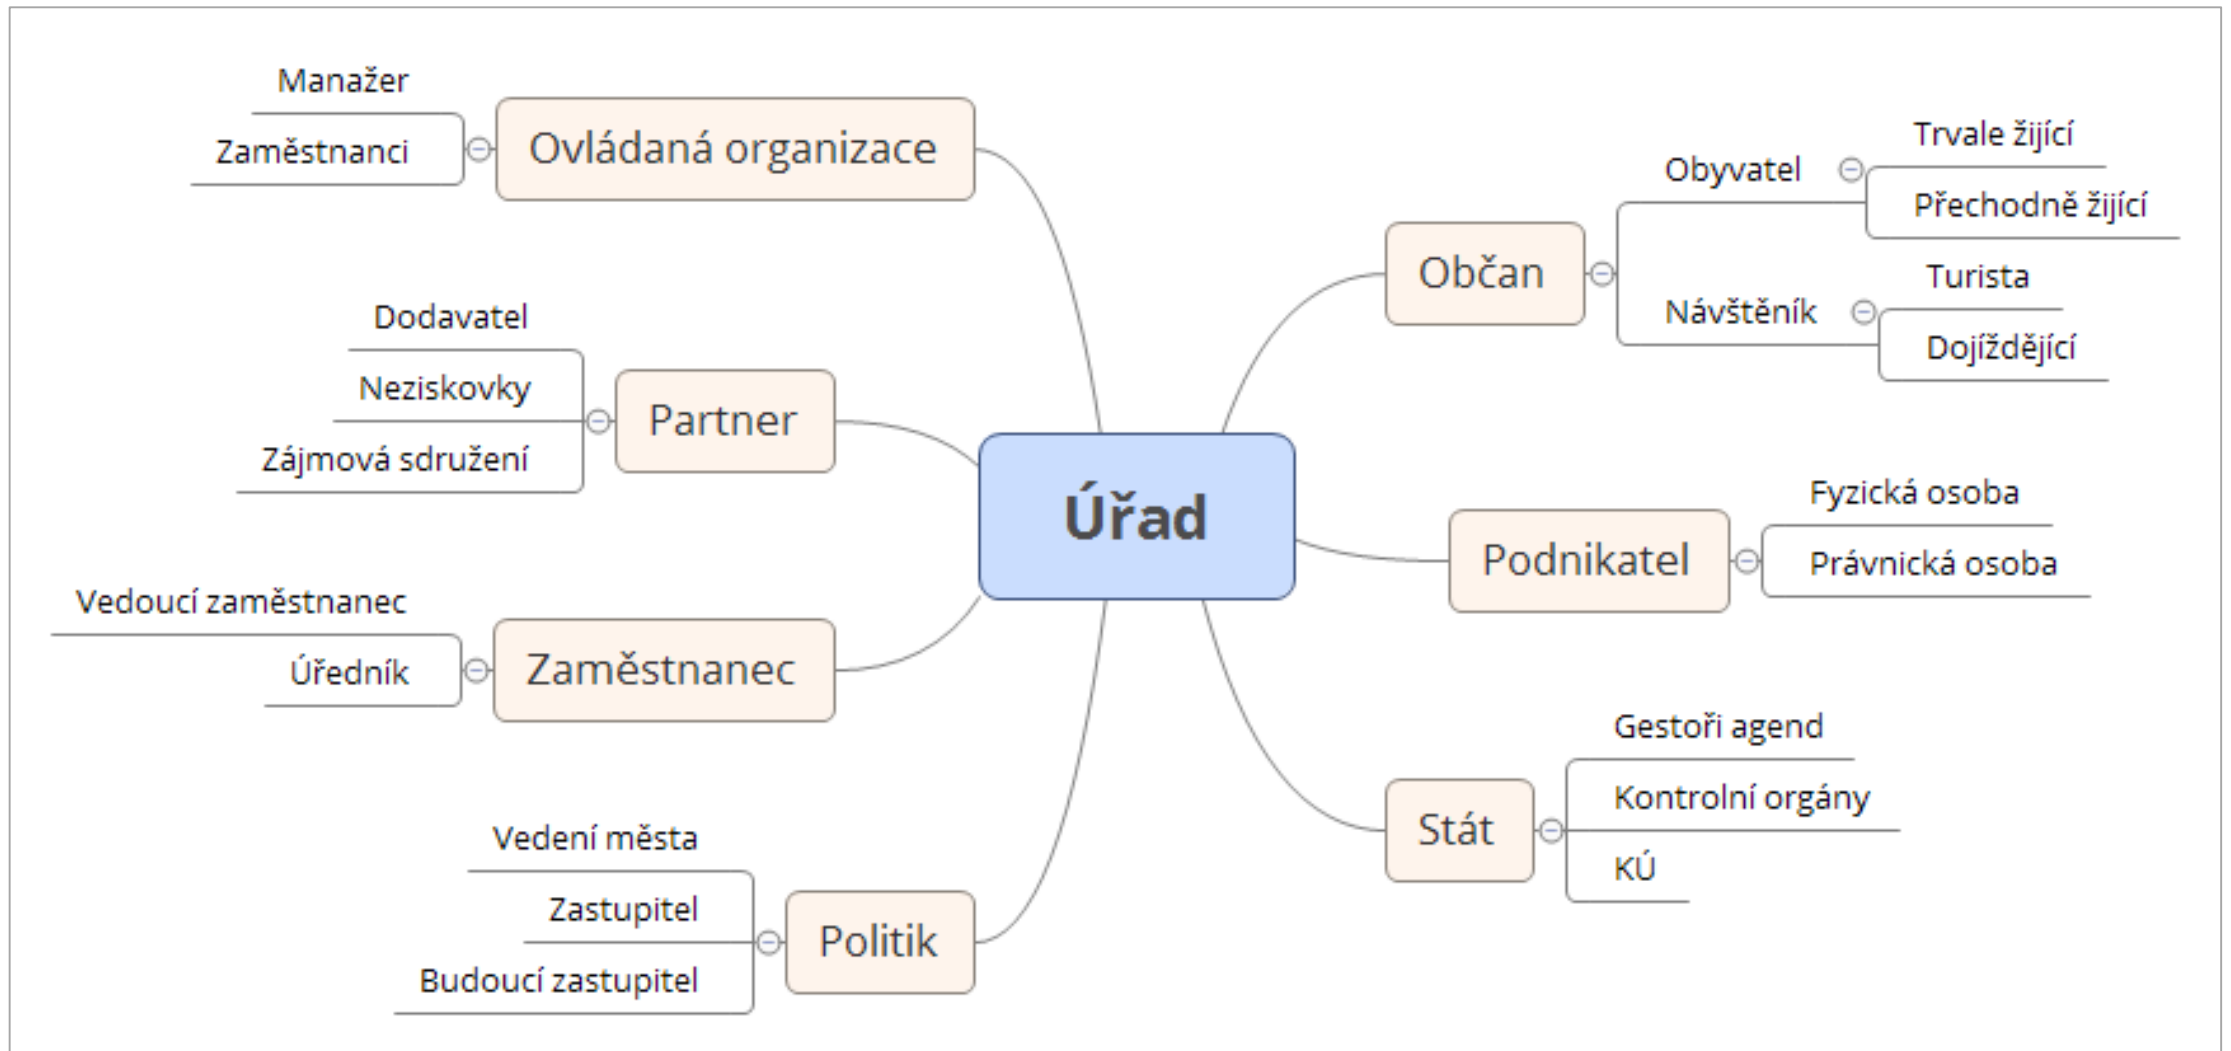 Manažer
Zaměstnanci
Ovládaná organizace
Dodavatel
Neziskovky
Zájmová sdružení
Partner
Vedoucí zaměstnanec
Úředník
Zaměstnanec
Vedení města
Zastupitel
Budoucí zastupitel
Politik
Úřad
Občan
Obyvatel
Trvale žijící
Přechodně žijící
Návštěník
Turista
Dojíždějící
Podnikatel
Fyzická osoba
Právnická osoba
Stát
Gestoři agend
Kontrolní orgány
KÚ